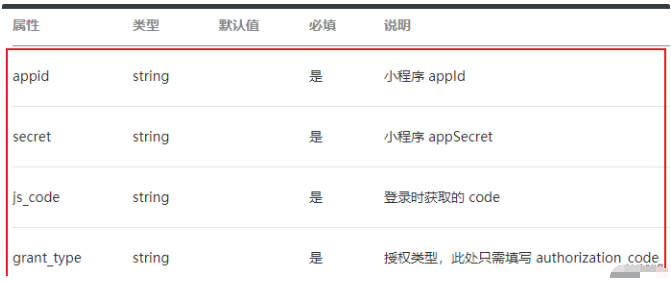 属性 类型 默认值 必填 说明
appid string 是 小程序 appId
secret string 是 小程序 appSecret
js_code string 是 登录时获取的 code
grant_type string 是 授权类型，此处只需填写 authorization_code